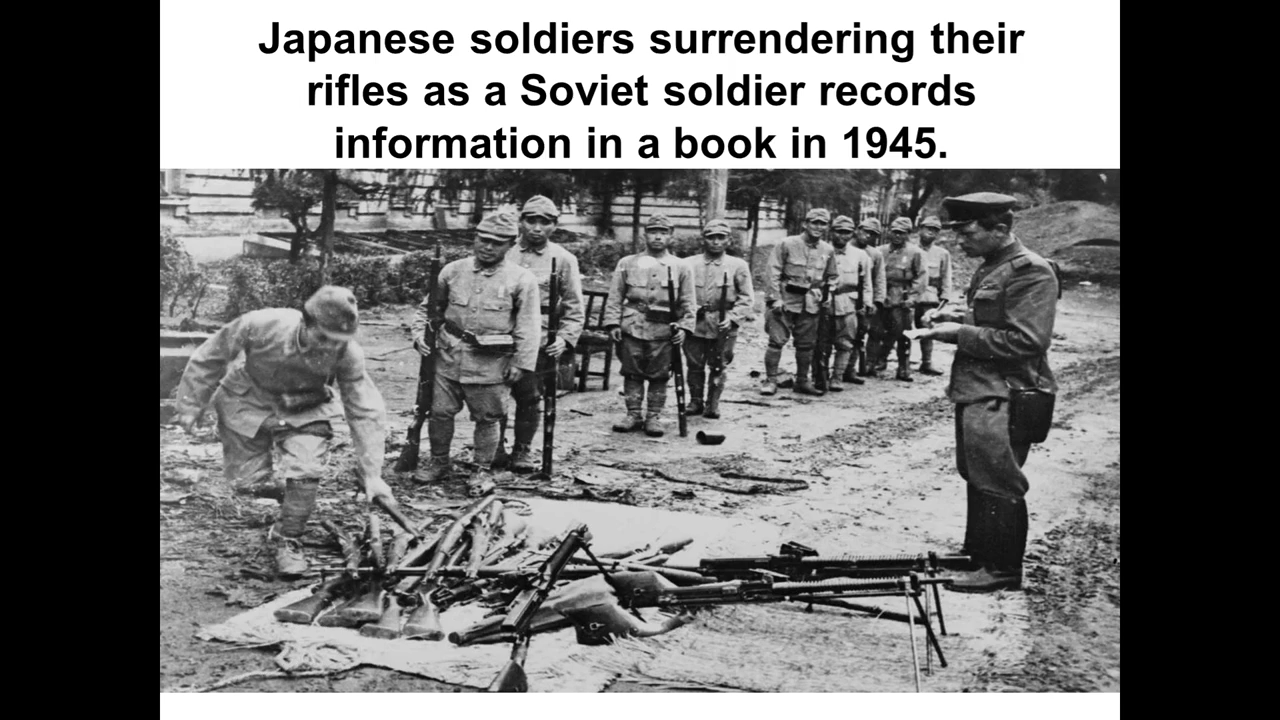 Japanese soldiers surrendering their
rifles as a Soviet soldier records
information in a book in 1945.